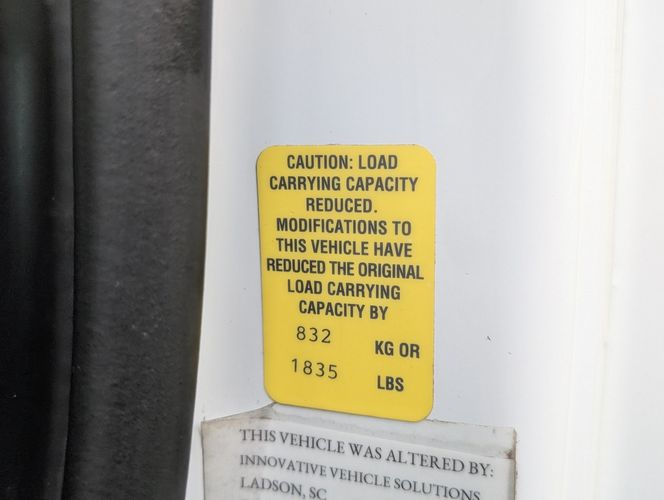 CAUTION: LOAD
CARRYING CAPACITY
REDUCED.
MODIFICATIONS TO
THIS VEHICLE HAVE
REDUCED THE ORIGINAL
LOAD CARRYING
CAPACITY BY
832 KG OR
1835 LBS
THIS VEHICLE WAS ALTERED BY:
INNOVATIVE VEHICLE SOLUTIONS
LADSON, SC